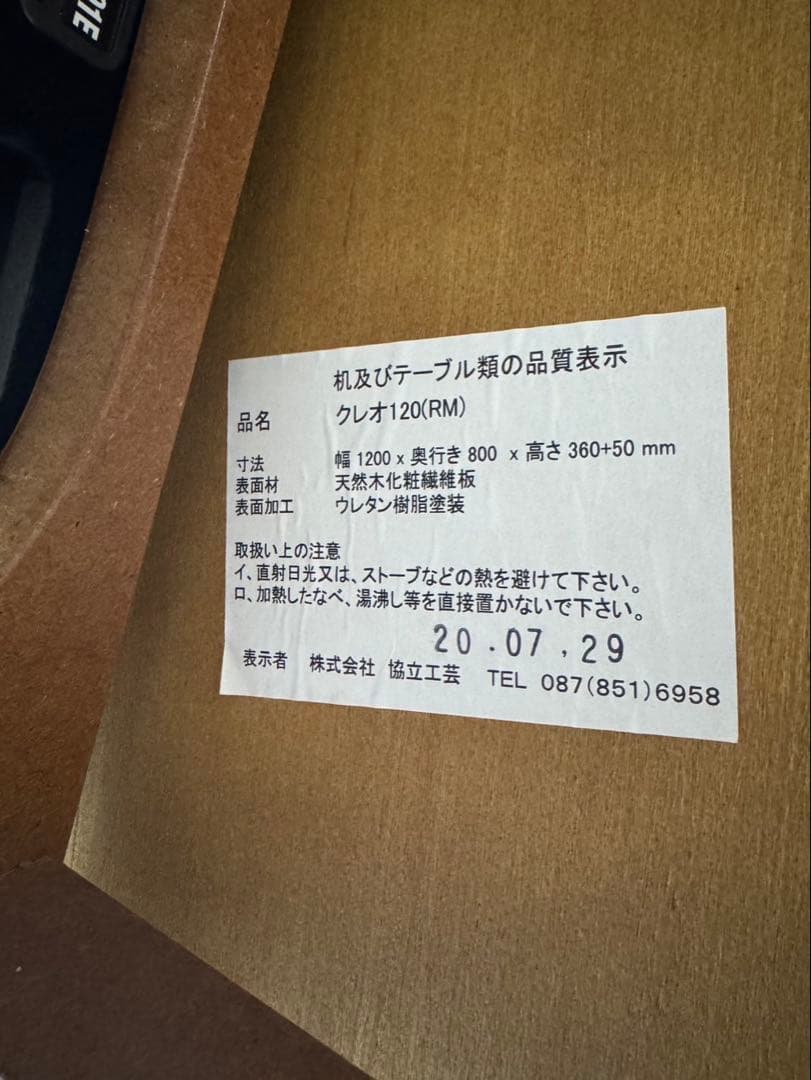 01E
机及びテーブル類の品質表示
品名 クレオ120(RM)
寸法 幅 1200 x 奥行き 800 x 高さ 360+50 mm
表面材 天然木化粧繊維板
表面加工 ウレタン樹脂塗装
取扱い上の注意
イ、直射日光又は、ストーブなどの熱を避けて下さい。
ロ、加熱したなべ、湯沸し等を直接置かないで下さい。
20.07,29
表示者 株式会社 協立工芸 TEL 087(851)6958